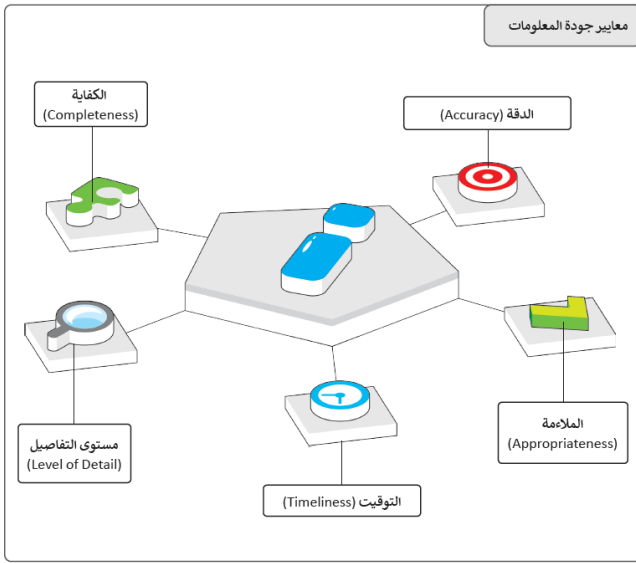 معايير جودة المعلومات
الدقة (Accuracy)
الكفاية
(Completeness)
الملاءمة
(Appropriateness)
مستوى التفاصيل
(Level of Detail)
التوقيت (Timeliness)